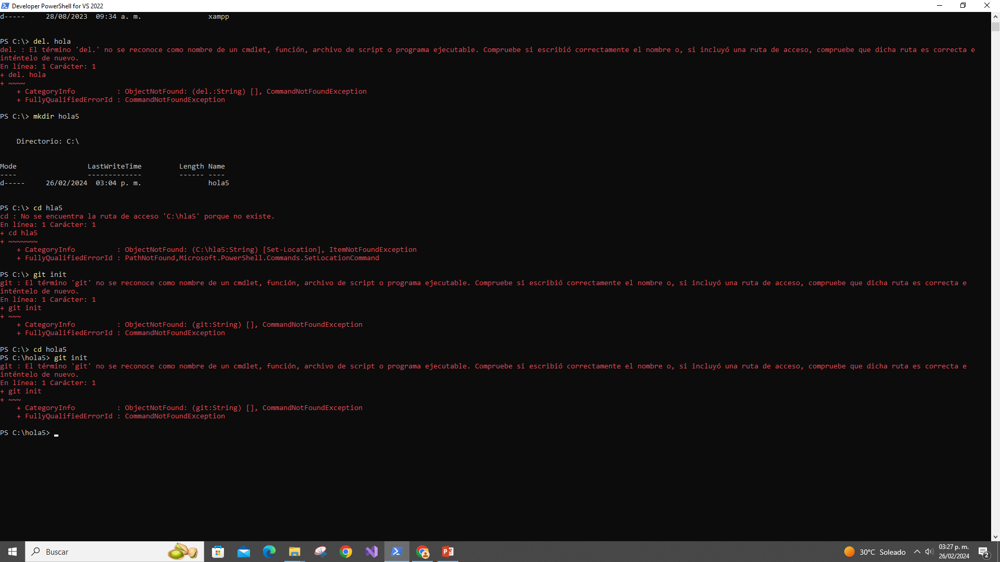 Developer PowerShell for VS 2022
d-----     28/08/2023  09:34 a. m.                xampp
PS C:\> del. hola
del. : El término 'del.' no se reconoce como nombre de un cmdlet, función, archivo de script o programa ejecutable. Compruebe si escribió correctamente el nombre o, si incluyó una ruta de acceso, compruebe que dicha ruta es correcta e
inténtelo de nuevo.
En línea: 1 Carácter: 1
+ del. hola
+ ~~~~
    + CategoryInfo          : ObjectNotFound: (del.:String) [], CommandNotFoundException
    + FullyQualifiedErrorId : CommandNotFoundException
PS C:\> mkdir hola5
    Directorio: C:\
Mode                 LastWriteTime         Length Name
----                 -------------         ------ ----
d-----     26/02/2024  03:04 p. m.                hola5
PS C:\> cd hla5
cd : No se encuentra la ruta de acceso 'C:\hla5' porque no existe.
En línea: 1 Carácter: 1
+ cd hla5
+ ~~~~~~~
    + CategoryInfo          : ObjectNotFound: (C:\hla5:String) [Set-Location], ItemNotFoundException
    + FullyQualifiedErrorId : PathNotFound,Microsoft.PowerShell.Commands.SetLocationCommand
PS C:\> git init
git : El término 'git' no se reconoce como nombre de un cmdlet, función, archivo de script o programa ejecutable. Compruebe si escribió correctamente el nombre o, si incluyó una ruta de acceso, compruebe que dicha ruta es correcta e
inténtelo de nuevo.
En línea: 1 Carácter: 1
+ git init
+ ~~~
    + CategoryInfo          : ObjectNotFound: (git:String) [], CommandNotFoundException
    + FullyQualifiedErrorId : CommandNotFoundException
PS C:\> cd hola5
PS C:\hola5> git init
git : El término 'git' no se reconoce como nombre de un cmdlet, función, archivo de script o programa ejecutable. Compruebe si escribió correctamente el nombre o, si incluyó una ruta de acceso, compruebe que dicha ruta es correcta e
inténtelo de nuevo.
En línea: 1 Carácter: 1
+ git init
+ ~~~
    + CategoryInfo          : ObjectNotFound: (git:String) [], CommandNotFoundException
    + FullyQualifiedErrorId : CommandNotFoundException
PS C:\hola5>
Buscar
30°C Soleado
03:27 p. m.
26/02/2024
2